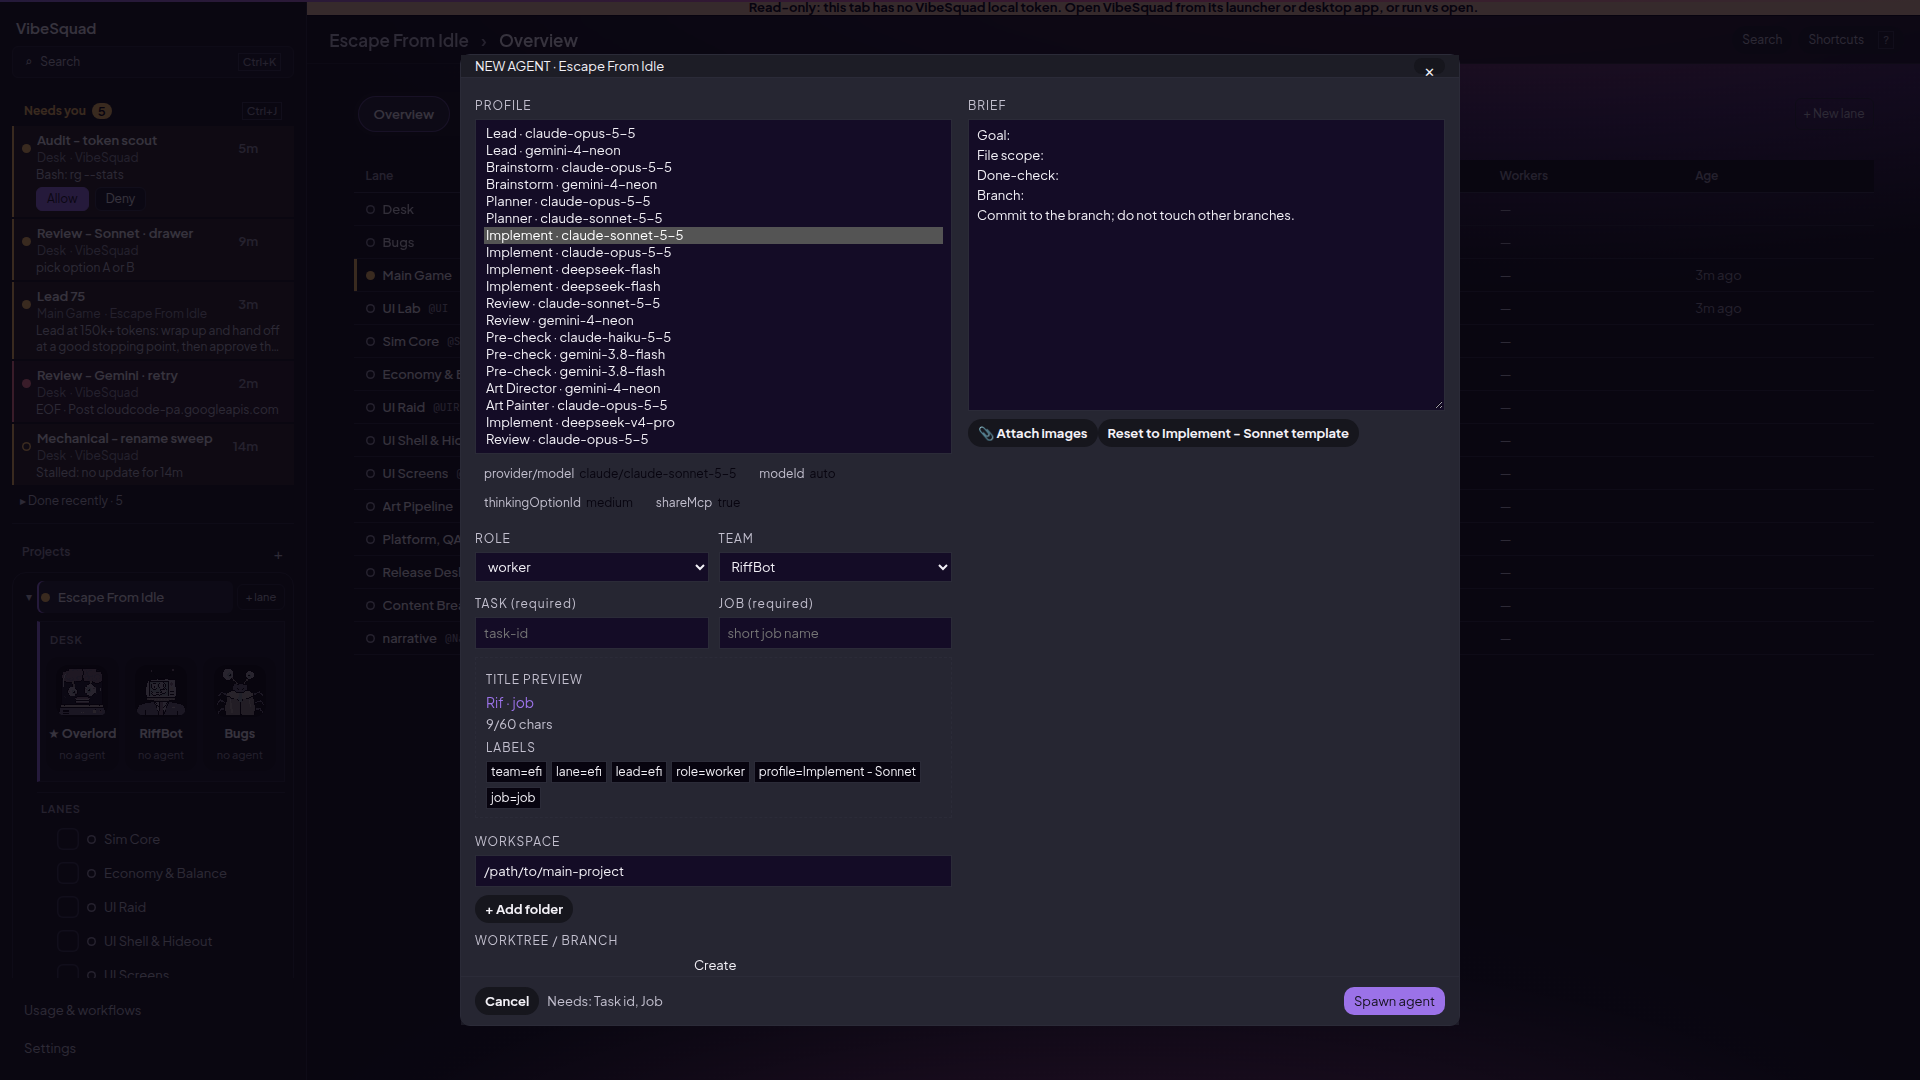 VibeSquad
Search
Ctrl+K
Needs you 5
Ctrl+J
Audit - token scout
5m
Desk · VibeSquad
Bash: rg --stats
Allow
Deny
Review - Sonnet · drawer
9m
Desk · VibeSquad
pick option A or B
Lead 75
3m
Main Game · Escape From Idle
Lead at 150k+ tokens: wrap up and hand off
at a good stopping point, then approve th...
Review - Gemini · retry
2m
Desk · VibeSquad
EOF · Post cloudcode-pa.googleapis.com
Mechanical - rename sweep
14m
Desk · VibeSquad
Stalled: no update for 14m
▸ Done recently · 5
Projects
+
▾ Escape From Idle
+ lane
DESK
★ Overlord
RiffBot
Bugs
no agent
no agent
no agent
LANES
Sim Core
Economy & Balance
UI Raid
UI Shell & Hideout
UI Screens
Usage & workflows
Settings
Read-only: this tab has no VibeSquad local token. Open VibeSquad from its launcher or desktop app, or run vs open.
Escape From Idle › Overview
Search
Shortcuts
?
Overview
+ New lane
Lane
Workers
Age
Desk
—
Bugs
—
Main Game
—
3m ago
UI Lab @UI
—
3m ago
Sim Core
—
Economy &
—
UI Raid @UIR
—
UI Shell & Hid
—
UI Screens
—
Art Pipeline
—
Platform, QA
—
Release Des
—
Content Brea
—
narrative
—
NEW AGENT · Escape From Idle
×
PROFILE
Lead · claude-opus-5-5
Lead · gemini-4-neon
Brainstorm · claude-opus-5-5
Brainstorm · gemini-4-neon
Planner · claude-opus-5-5
Planner · claude-sonnet-5-5
Implement · claude-sonnet-5-5
Implement · claude-opus-5-5
Implement · deepseek-flash
Implement · deepseek-flash
Review · claude-sonnet-5-5
Review · gemini-4-neon
Pre-check · claude-haiku-5-5
Pre-check · gemini-3.8-flash
Pre-check · gemini-3.8-flash
Art Director · gemini-4-neon
Art Painter · claude-opus-5-5
Implement · deepseek-v4-pro
Review · claude-opus-5-5
provider/model claude/claude-sonnet-5-5 modeId auto
thinkingOptionId medium shareMcp true
ROLE
TEAM
worker
RiffBot
TASK (required)
JOB (required)
task-id
short job name
TITLE PREVIEW
Rif · job
9/60 chars
LABELS
team=efi lane=efi lead=efi role=worker profile=Implement - Sonnet
job=job
WORKSPACE
/path/to/main-project
+ Add folder
WORKTREE / BRANCH
Create
BRIEF
Goal:
File scope:
Done-check:
Branch:
Commit to the branch; do not touch other branches.
Attach images
Reset to Implement - Sonnet template
Cancel
Needs: Task id, Job
Spawn agent